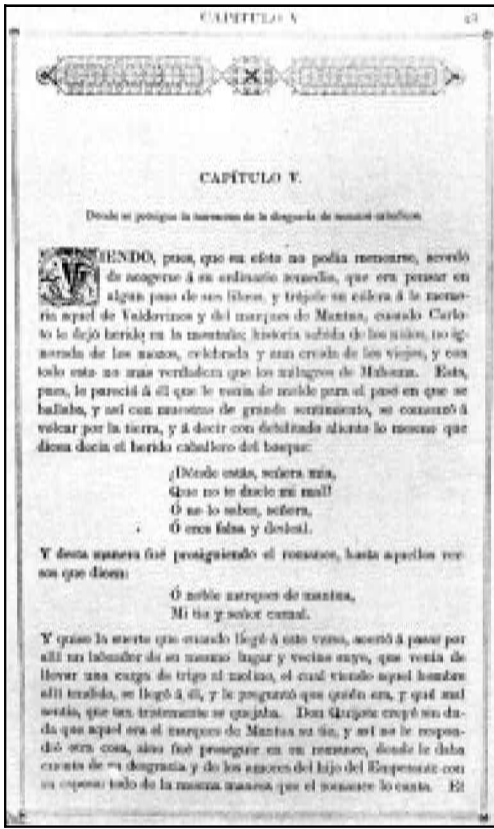 CAPÍTULO V
CAPÍTULO V.
Donde se prosigue la narracion de la desgracia de nuestro caballero.
VIENDO, pues, que en efeto no podia menearse, acordó
de acogerse á su ordinario remedio, que era pensar en
algun paso de sus libros, y trájole su cólera á la memo-
ria aquel de Valdovinos y del marques de Mantua, cuando Carlo-
to le dejó herido en la montaña; historia sabida de los niños, no ig-
norada de los mozos, celebrada y aun creida de los viejos, y con
todo esto no mas verdadera que los milagros de Mahoma. Esta,
pues, le pareció á él que le venia de molde para el paso en que se
hallaba, y así con muestras de grande sentimiento, se comenzó á
volcar por la tierra, y á decir con debilitado aliento lo mesmo que
dicen decia el herido caballero del bosque:
¿Dónde estás, señora mia,
Que no te duele mi mal?
Ó no lo sabes, señora,
Ó eres falsa y desleal.
Y desta manera fué prosiguiendo el romance, hasta aquellos ver-
sos que dicen:
Ó noble marques de mantua,
Mi tio y señor carnal.
Y quiso la suerte que cuando llegó á este verso, acertó á pasar por
allí un labrador de su mesmo lugar y vecino suyo, que venia de
llevar una carga de trigo al molino, el cual viendo aquel hombre
allí tendido, se llegó á él, y le preguntó que quién era, y qué mal
sentia, que tan tristemente se quejaba. Don Quijote creyó sin du-
da que aquel era el marques de Mantua su tio, y así no le respon-
dió otra cosa, sino fué proseguir en su romance, donde le daba
cuenta de su desgracia y de los amores del hijo del Emperante con
su esposa: todo de la mesma manera que el romance lo canta. El